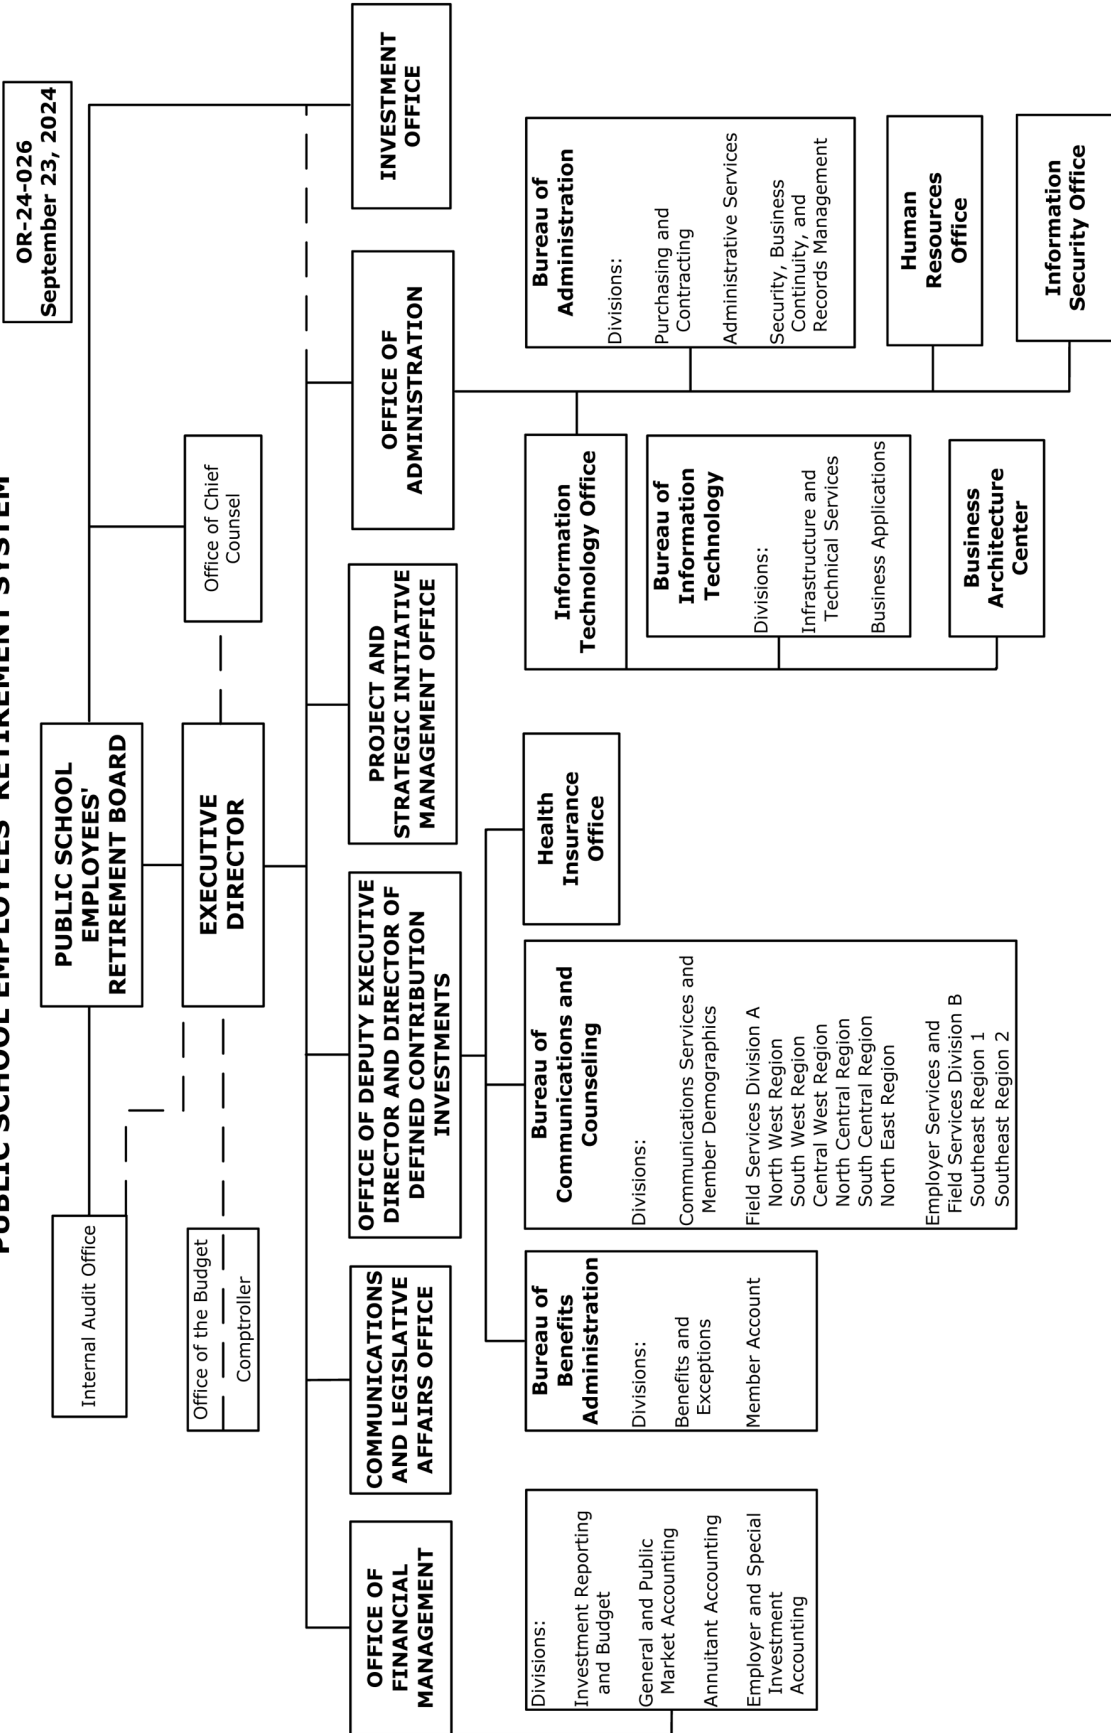 PUBLIC SCHOOL EMPLOYEES' RETIREMENT SYSTEM
OR-24-026
September 23, 2024
PUBLIC SCHOOL
EMPLOYEES'
RETIREMENT BOARD
Internal Audit Office
EXECUTIVE
DIRECTOR
Office of Chief
Counsel
Office of the Budget
Comptroller
OFFICE OF
FINANCIAL
MANAGEMENT
COMMUNICATIONS
AND LEGISLATIVE
AFFAIRS OFFICE
OFFICE OF DEPUTY EXECUTIVE
DIRECTOR AND DIRECTOR OF
DEFINED CONTRIBUTION
INVESTMENTS
PROJECT AND
STRATEGIC INITIATIVE
MANAGEMENT OFFICE
OFFICE OF
ADMINISTRATION
INVESTMENT
OFFICE
Divisions:
Investment Reporting
and Budget
General and Public
Market Accounting
Annuitant Accounting
Employer and Special
Investment
Accounting
Bureau of
Benefits
Administration
Divisions:
Benefits and
Exceptions
Member Account
Bureau of
Communications and
Counseling
Divisions:
Communications Services and
Member Demographics
Field Services Division A
North West Region
South West Region
Central West Region
North Central Region
South Central Region
North East Region
Employer Services and
Field Services Division B
Southeast Region 1
Southeast Region 2
Health
Insurance
Office
Information
Technology Office
Bureau of
Information
Technology
Divisions:
Infrastructure and
Technical Services
Business Applications
Business
Architecture
Center
Bureau of
Administration
Divisions:
Purchasing and
Contracting
Administrative Services
Security, Business
Continuity, and
Records Management
Human
Resources
Office
Information
Security Office